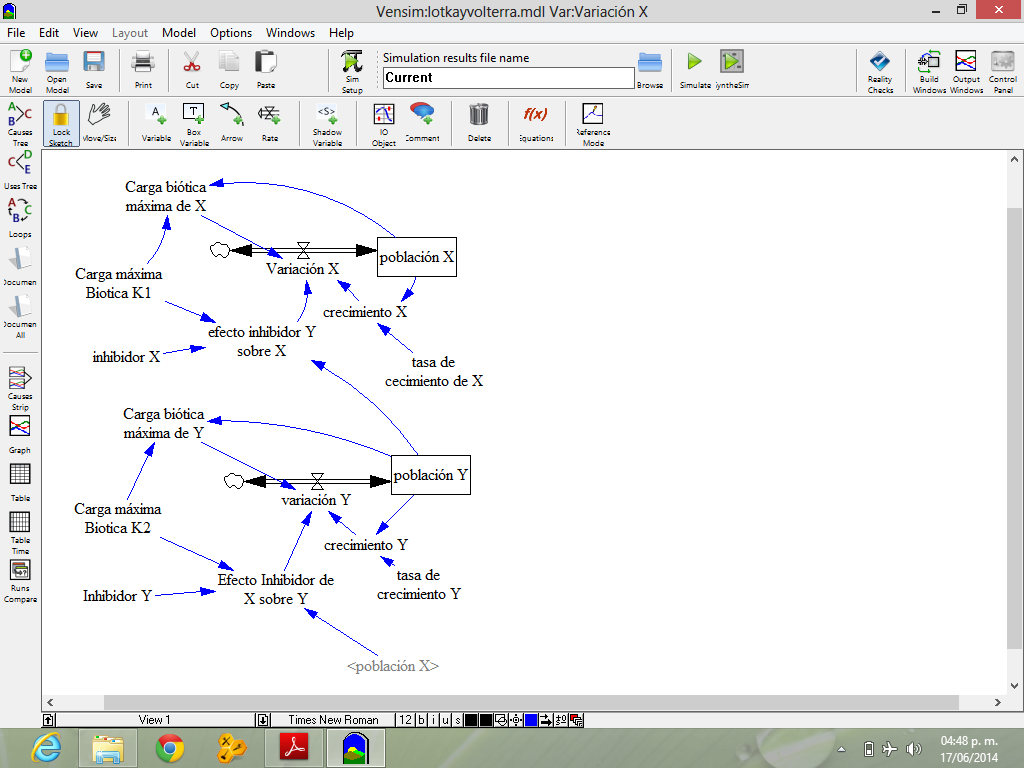 Vensim:lotkayvolterra.mdl Var:Variación X
File Edit View Layout Model Options Windows Help
New Model
Open Model
Save
Print
Cut
Copy
Paste
Sim Setup
Simulation results file name
Current
Browse
Simulate
yntheSim
Reality Checks
Build Windows
Output Windows
Control Panel
Causes Tree
Lock Sketch
Move/Size
Variable
Box Variable
Arrow
Rate
Shadow Variable
IO Object
Comment
Delete
f(x)
Equations
Reference Mode
Uses Tree
Loops
Documen
Documen All
Causes Strip
Graph
Table
Table Time
Runs Compare
Carga biótica
máxima de X
Variación X
población X
Carga máxima
Biotica K1
crecimiento X
efecto inhibidor Y
sobre X
inhibidor X
tasa de
cecimiento de X
Carga biótica
máxima de Y
población Y
variación Y
Carga máxima
Biotica K2
crecimiento Y
Efecto Inhibidor de
X sobre Y
tasa de
crecimiento Y
Inhibidor Y
<población X>
View 1
Times New Roman
12 b i u s
04:48 p. m.
17/06/2014